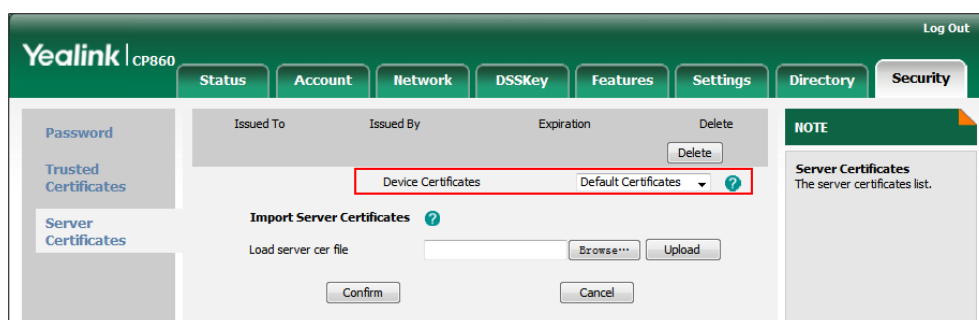 Log Out
Yealink CP860
Status Account Network DSSKey Features Settings Directory Security
Password
Trusted
Certificates
Server
Certificates
Issued To Issued By Expiration Delete
Delete
Device Certificates Default Certificates ?
Import Server Certificates ?
Load server cer file Browse... Upload
Confirm Cancel
NOTE
Server Certificates
The server certificates list.